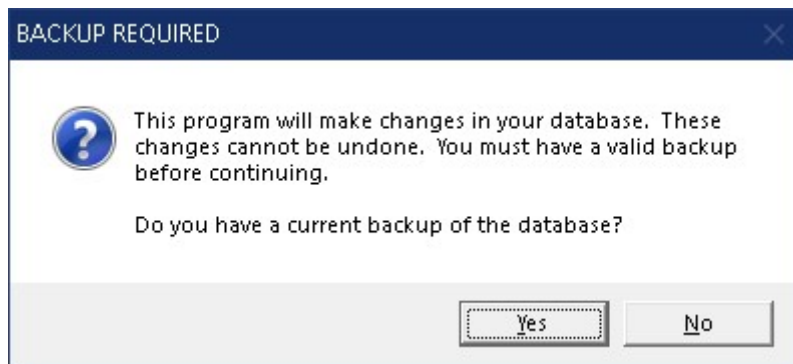 BACKUP REQUIRED
This program will make changes in your database.  These
changes cannot be undone.  You must have a valid backup
before continuing.
Do you have a current backup of the database?
Yes
No